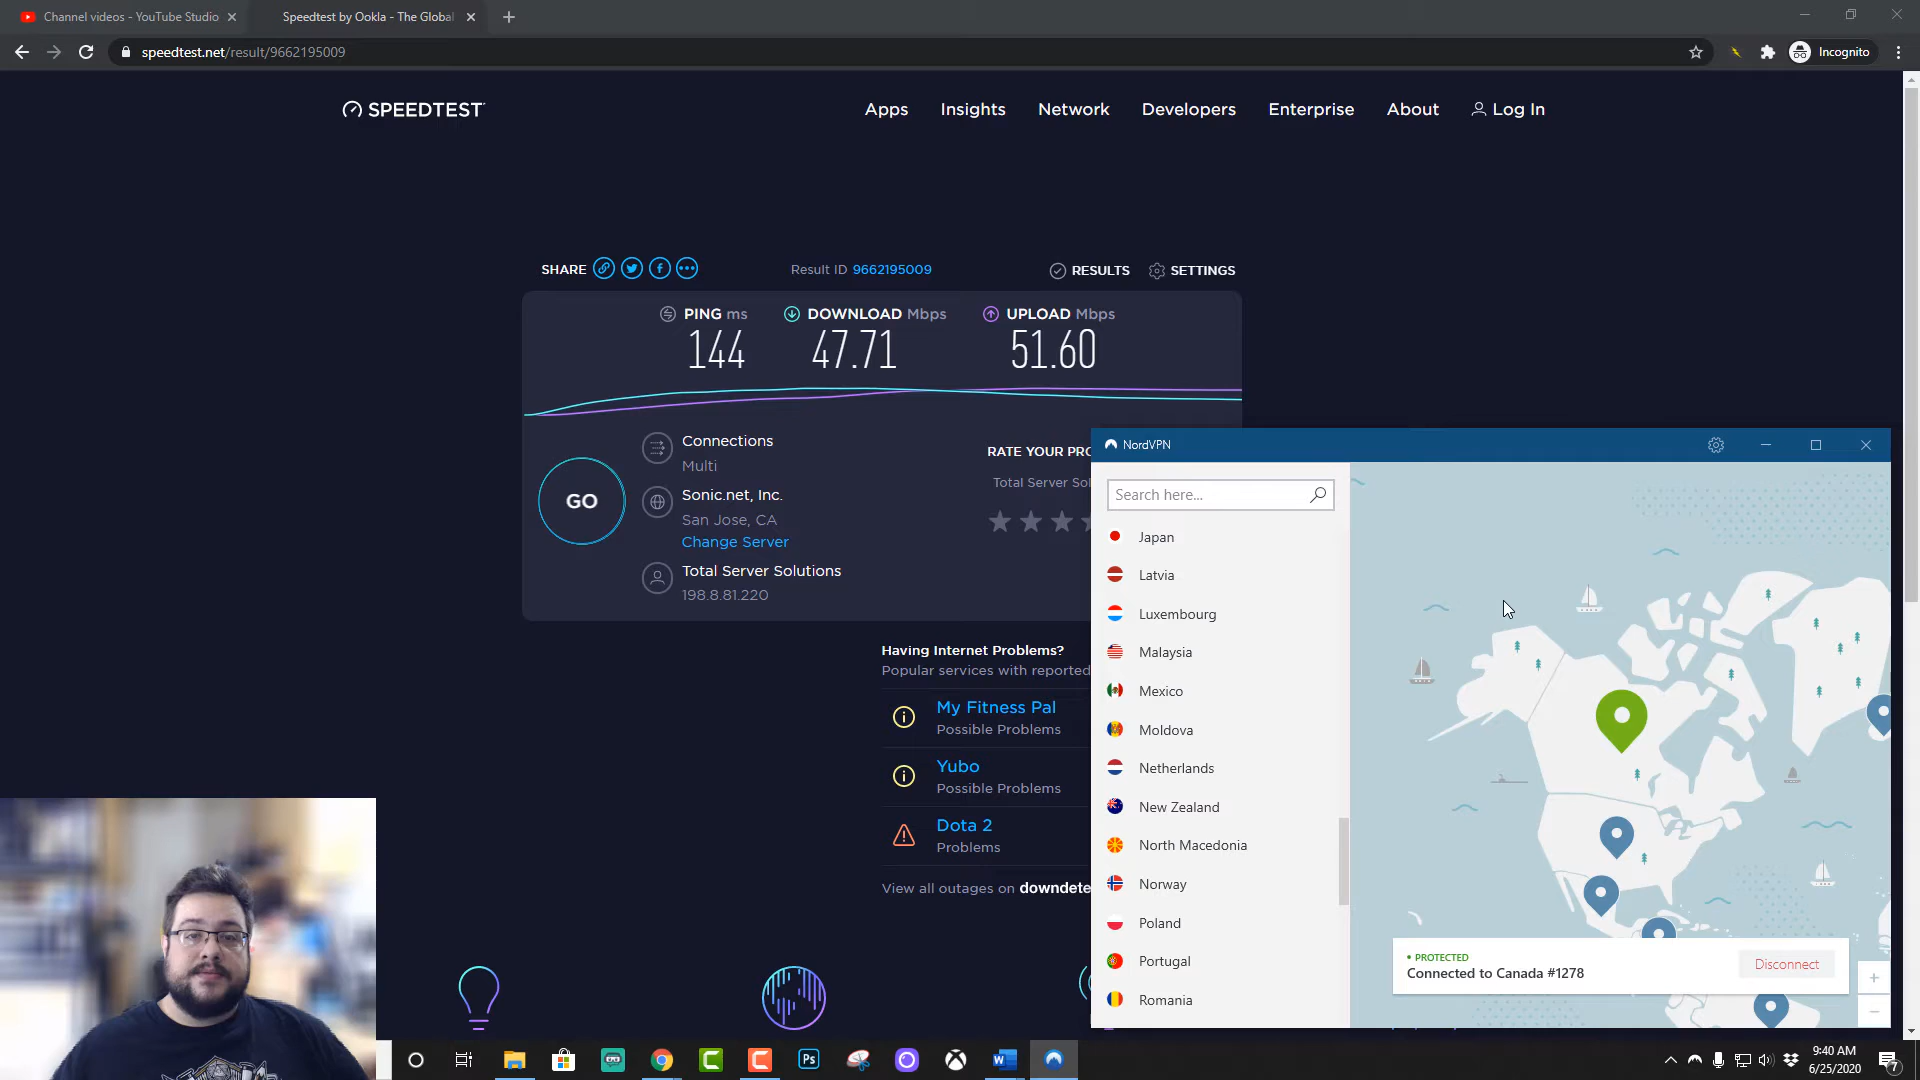 Channel videos - YouTube Studio
Speedtest by Ookla - The Global
speedtest.net/result/9662195009
Incognito
SPEEDTEST
Apps
Insights
Network
Developers
Enterprise
About
Log In
SHARE
Result ID 9662195009
RESULTS
SETTINGS
PING ms
DOWNLOAD Mbps
UPLOAD Mbps
144
47.71
51.60
GO
Connections
Multi
Sonic.net, Inc.
San Jose, CA
Change Server
Total Server Solutions
198.8.81.220
RATE YOUR PRO
Total Server Sol
Having Internet Problems?
Popular services with reported
My Fitness Pal
Possible Problems
Yubo
Possible Problems
Dota 2
Problems
View all outages on downdete
NordVPN
Search here...
Japan
Latvia
Luxembourg
Malaysia
Mexico
Moldova
Netherlands
New Zealand
North Macedonia
Norway
Poland
Portugal
Romania
PROTECTED
Connected to Canada #1278
Disconnect
Ps
9:40 AM
6/25/2020
7